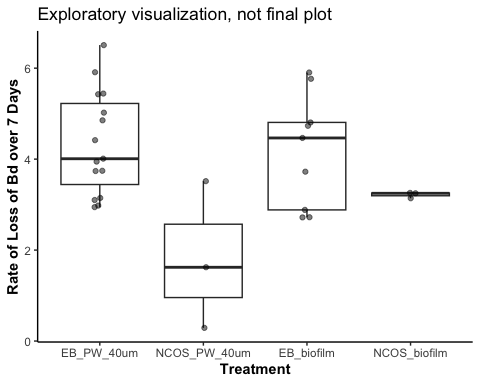 Exploratory visualization, not final plot
Rate of Loss of Bd over 7 Days
6
4
2
0
EB_PW_40um NCOS_PW_40um EB_biofilm NCOS_biofilm
Treatment